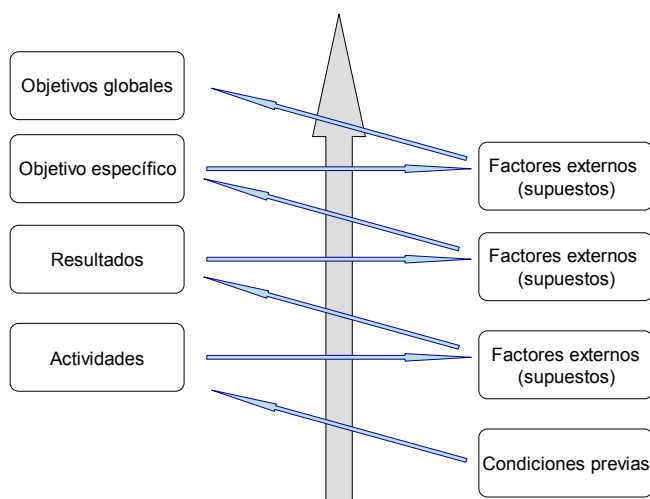 Objetivos globales
Objetivo específico
Factores externos
(supuestos)
Resultados
Factores externos
(supuestos)
Actividades
Factores externos
(supuestos)
Condiciones previas